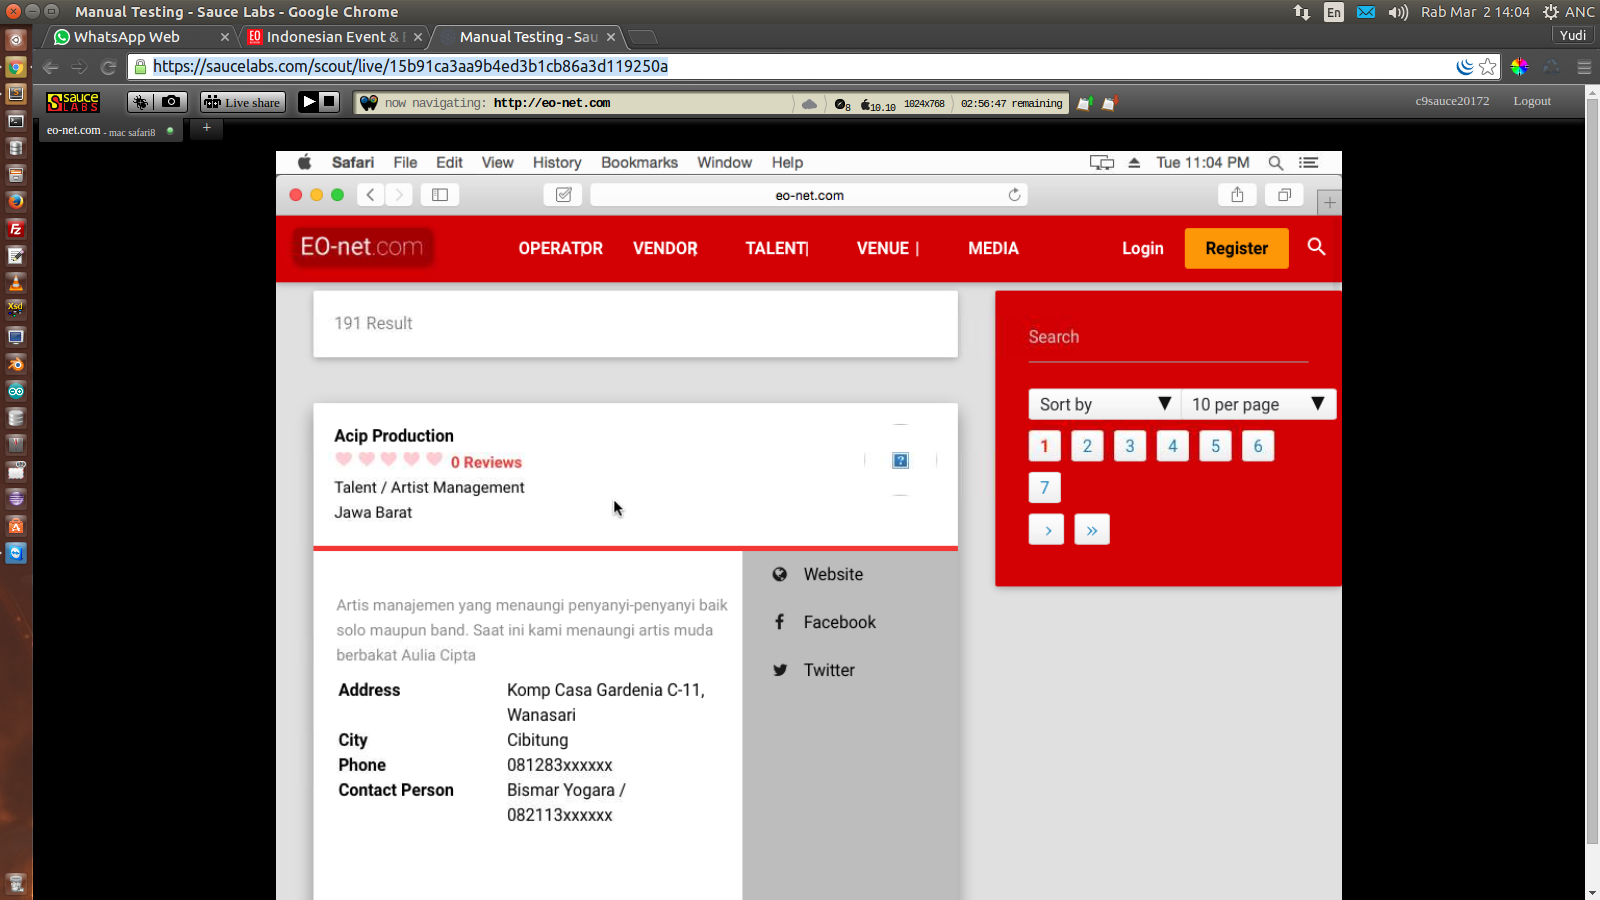 Manual Testing - Sauce Labs - Google Chrome
En
Rab Mar 2 14:04
ANC
WhatsApp Web
Indonesian Event &
Manual Testing - Sau
Yudi
https://saucelabs.com/scout/live/15b91ca3aa9b4ed3b1cb86a3d119250a
SAUCE LABS
Live share
now navigating: http://eo-net.com
8
10.10
1024x768
02:56:47 remaining
c9sauce20172
Logout
eo-net.com - mac safari8
+
Safari File Edit View History Bookmarks Window Help
Tue 11:04 PM
eo-net.com
EO-net.com
OPERATOR |
VENDOR |
TALENT |
VENUE |
MEDIA
Login
Register
191 Result
Search
Sort by
10 per page
1 2 3 4 5 6
7
› »
Acip Production
0 Reviews
Talent / Artist Management
Jawa Barat
Artis manajemen yang menaungi penyanyi-penyanyi baik
solo maupun band. Saat ini kami menaungi artis muda
berbakat Aulia Cipta
Address Komp Casa Gardenia C-11,
Wanasari
City Cibitung
Phone 081283xxxxxx
Contact Person Bismar Yogara /
082113xxxxxx
Website
Facebook
Twitter